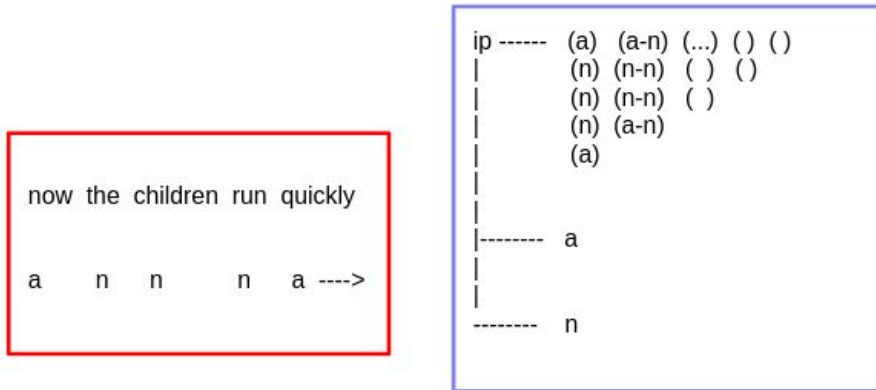 now the children run quickly
a n n n a ---->
ip ------ (a) (a-n) (...) ( ) ( )
| (n) (n-n) ( ) ( )
| (n) (n-n) ( )
| (n) (a-n)
| (a)
|
|
|-------- a
|
|
-------- n